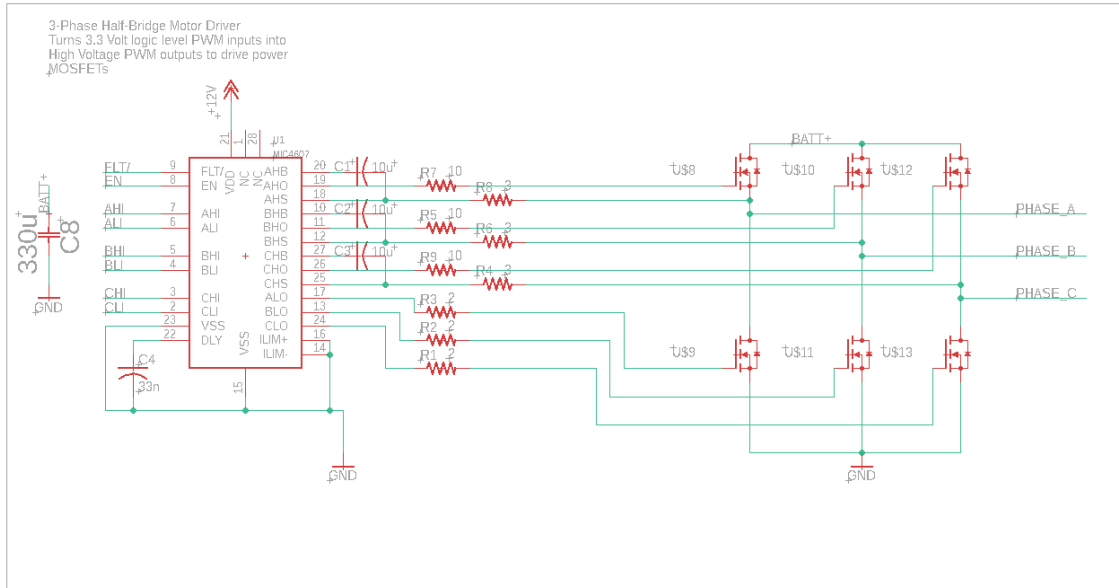 3-Phase Half-Bridge Motor Driver
Turns 3.3 Volt logic level PWM inputs into
High Voltage PWM outputs to drive power
MOSFETs
+12V
21
1
28
U1
MIC4607
VDD
NC
NC
FLT/
9
FLT/
EN
8
EN
AHI
7
AHI
ALI
6
ALI
BHI
5
BHI
BLI
4
BLI
CHI
3
CHI
CLI
2
CLI
23
VSS
22
DLY
VSS
15
AHB
20
AHO
19
AHS
18
BHB
10
BHO
11
BHS
12
CHB
27
CHO
26
CHS
25
ALO
17
BLO
13
CLO
24
ILIM+
16
ILIM-
14
C1
10u
C2
10u
C3
10u
R7
10
R8
3
R5
10
R6
3
R9
10
R4
3
R3
2
R2
2
R1
2
BATT+
330u
C8
GND
C4
33n
GND
BATT+
U$8
U$10
U$12
PHASE_A
PHASE_B
PHASE_C
U$9
U$11
U$13
GND